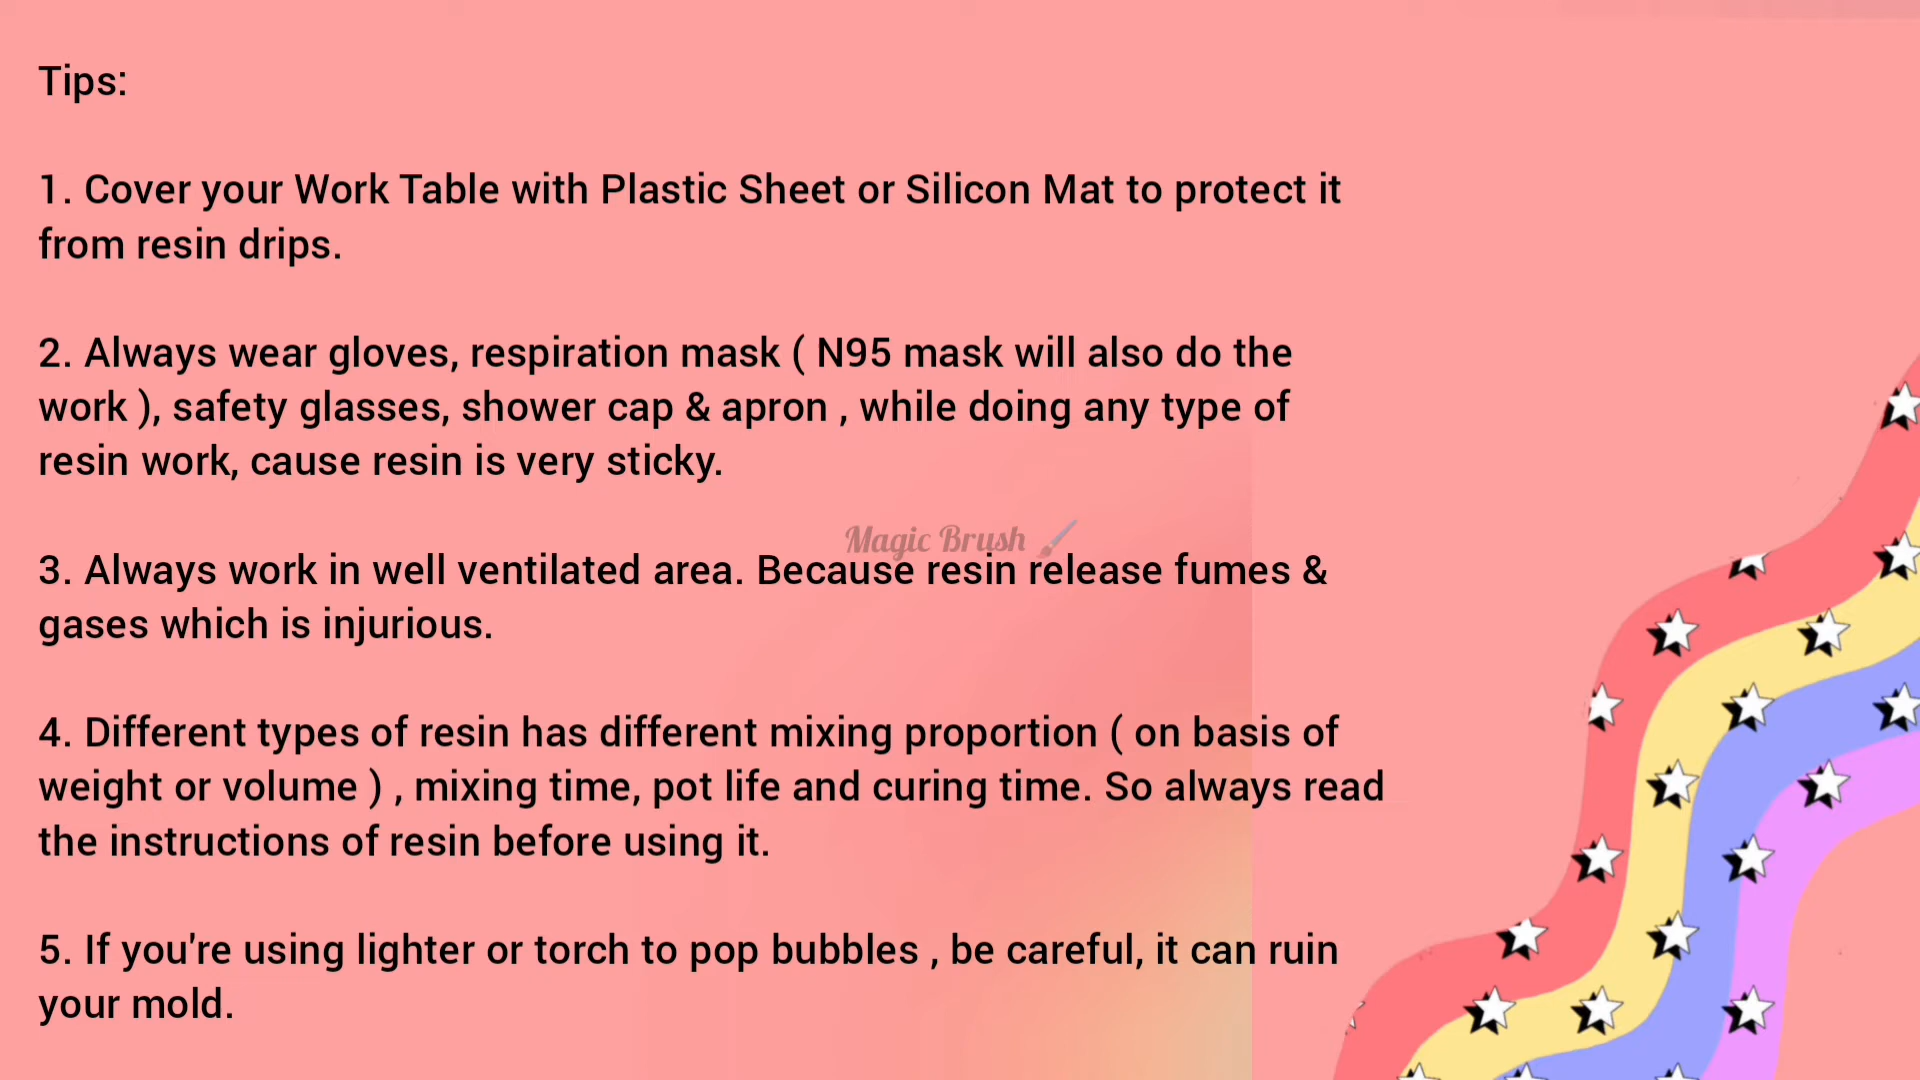 Tips:
1. Cover your Work Table with Plastic Sheet or Silicon Mat to protect it
from resin drips.
2. Always wear gloves, respiration mask ( N95 mask will also do the
work ), safety glasses, shower cap & apron , while doing any type of
resin work, cause resin is very sticky.
Magic Brush
3. Always work in well ventilated area. Because resin release fumes &
gases which is injurious.
4. Different types of resin has different mixing proportion ( on basis of
weight or volume ) , mixing time, pot life and curing time. So always read
the instructions of resin before using it.
5. If you're using lighter or torch to pop bubbles , be careful, it can ruin
your mold.